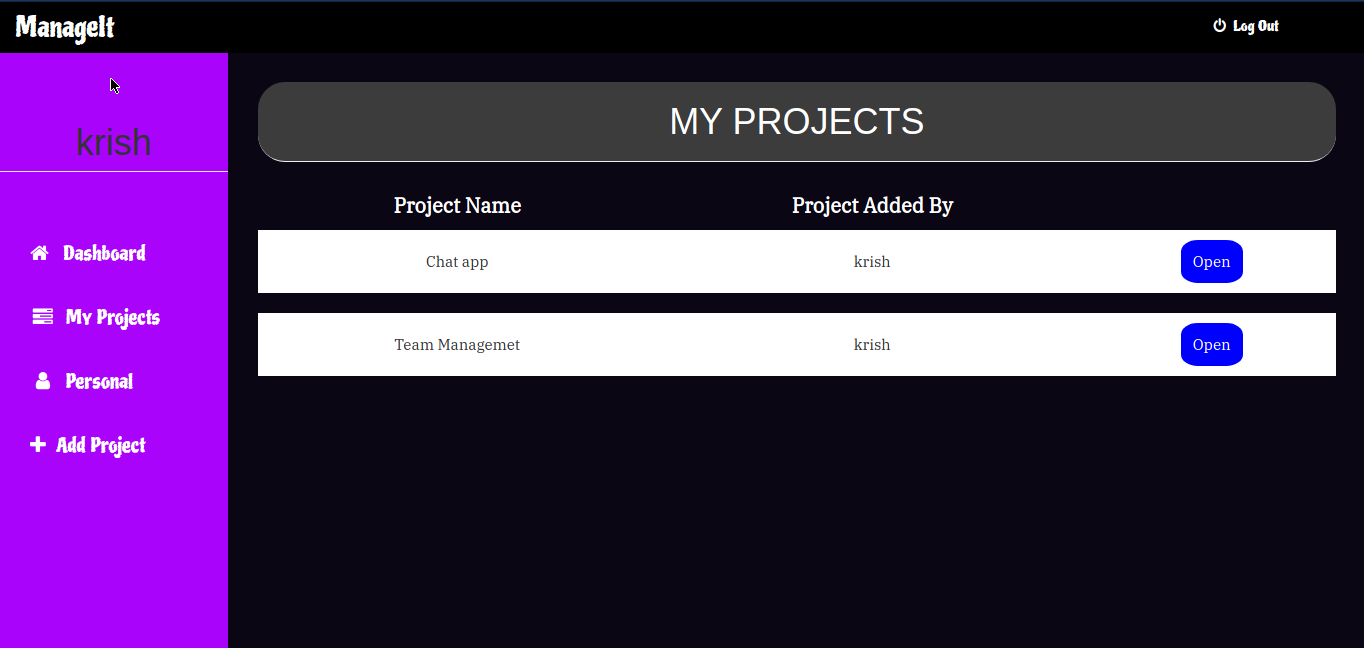 ManageIt
Log Out
krish
Dashboard
My Projects
Personal
Add Project
MY PROJECTS
Project Name Project Added By
Chat app krish Open
Team Managemet krish Open